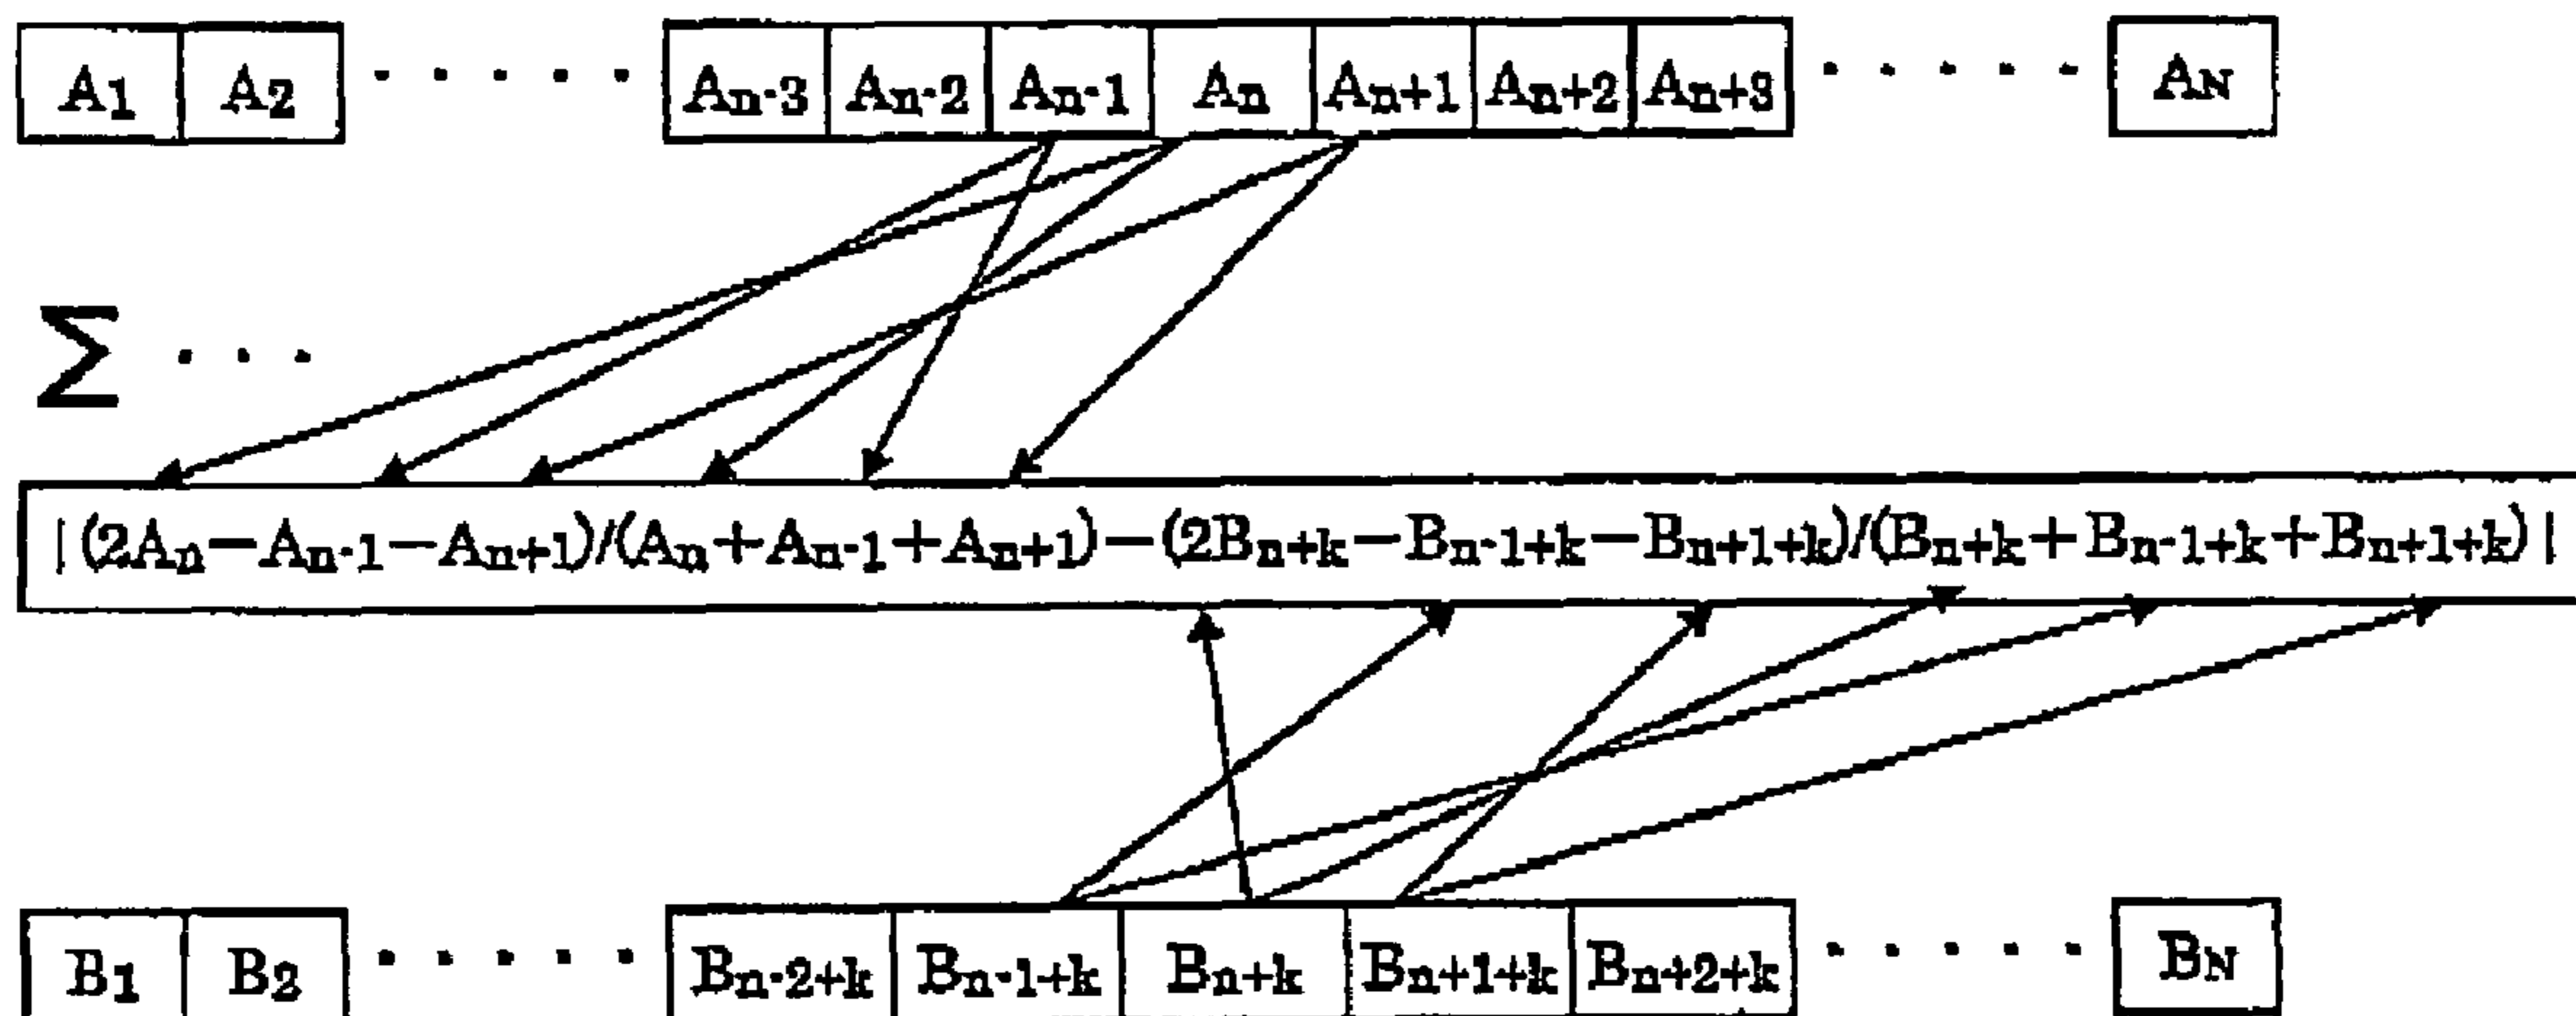 A₁ A₂ · · · · · Aₙ₋₃ Aₙ₋₂ Aₙ₋₁ Aₙ Aₙ₊₁ Aₙ₊₂ Aₙ₊₃ · · · · · A_N
Σ · · ·
| (2Aₙ−Aₙ₋₁−Aₙ₊₁)/(Aₙ+Aₙ₋₁+Aₙ₊₁)−(2Bₙ₊ₖ−Bₙ₋₁₊ₖ−Bₙ₊₁₊ₖ)/(Bₙ₊ₖ+Bₙ₋₁₊ₖ+Bₙ₊₁₊ₖ) |
B₁ B₂ · · · · · Bₙ₋₂₊ₖ Bₙ₋₁₊ₖ Bₙ₊ₖ Bₙ₊₁₊ₖ Bₙ₊₂₊ₖ · · · · · B_N